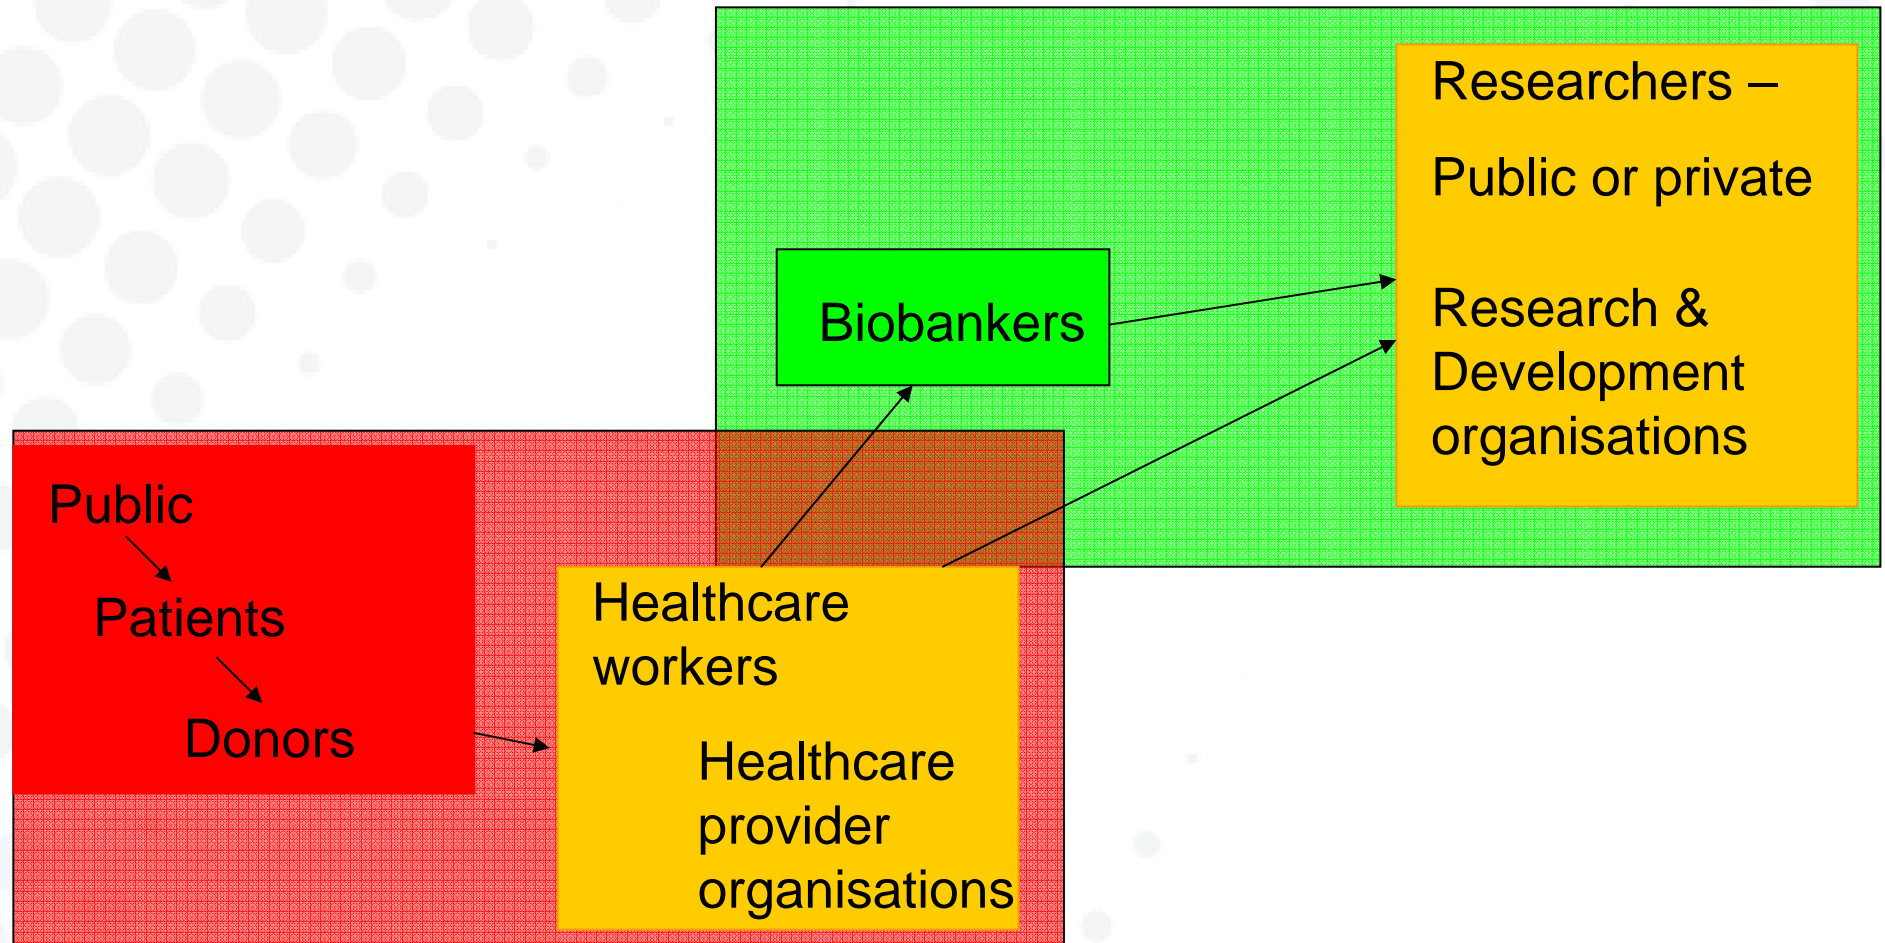 Researchers –
Public or private
Research &
Development
organisations
Biobankers
Public
Patients
Donors
Healthcare
workers
Healthcare
provider
organisations